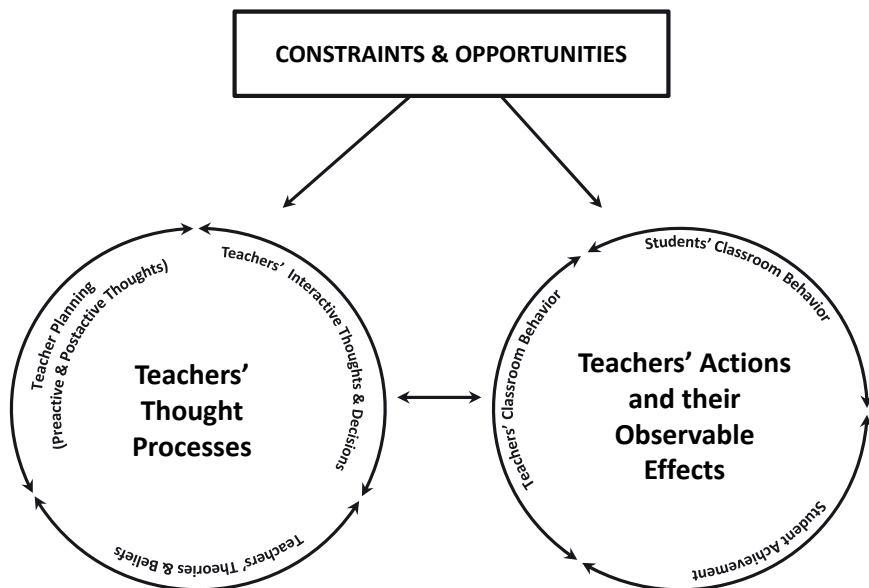 CONSTRAINTS & OPPORTUNITIES
Teacher Planning
(Preactive & Postactive Thoughts)
Teachers’ Interactive Thoughts & Decisions
Teachers’ Theories & Beliefs
Teachers’
Thought
Processes
Students’ Classroom Behavior
Teachers’ Classroom Behavior
Student Achievement
Teachers’ Actions
and their
Observable
Effects